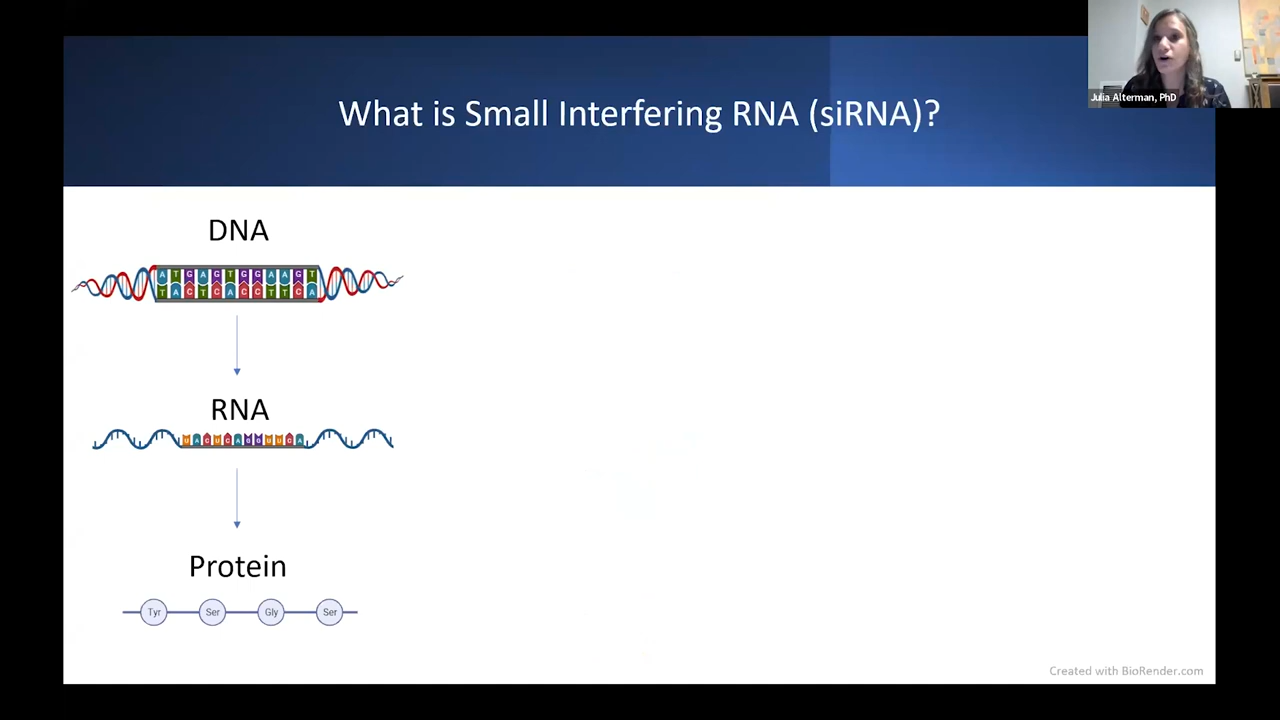 What is Small Interfering RNA (siRNA)?
Julia Alterman, PhD
DNA
A T G A G T G G A A G T
T A C T C A C C T T C A
RNA
U A C U C A G G U U C A
Protein
Tyr Ser Gly Ser
Created with BioRender.com